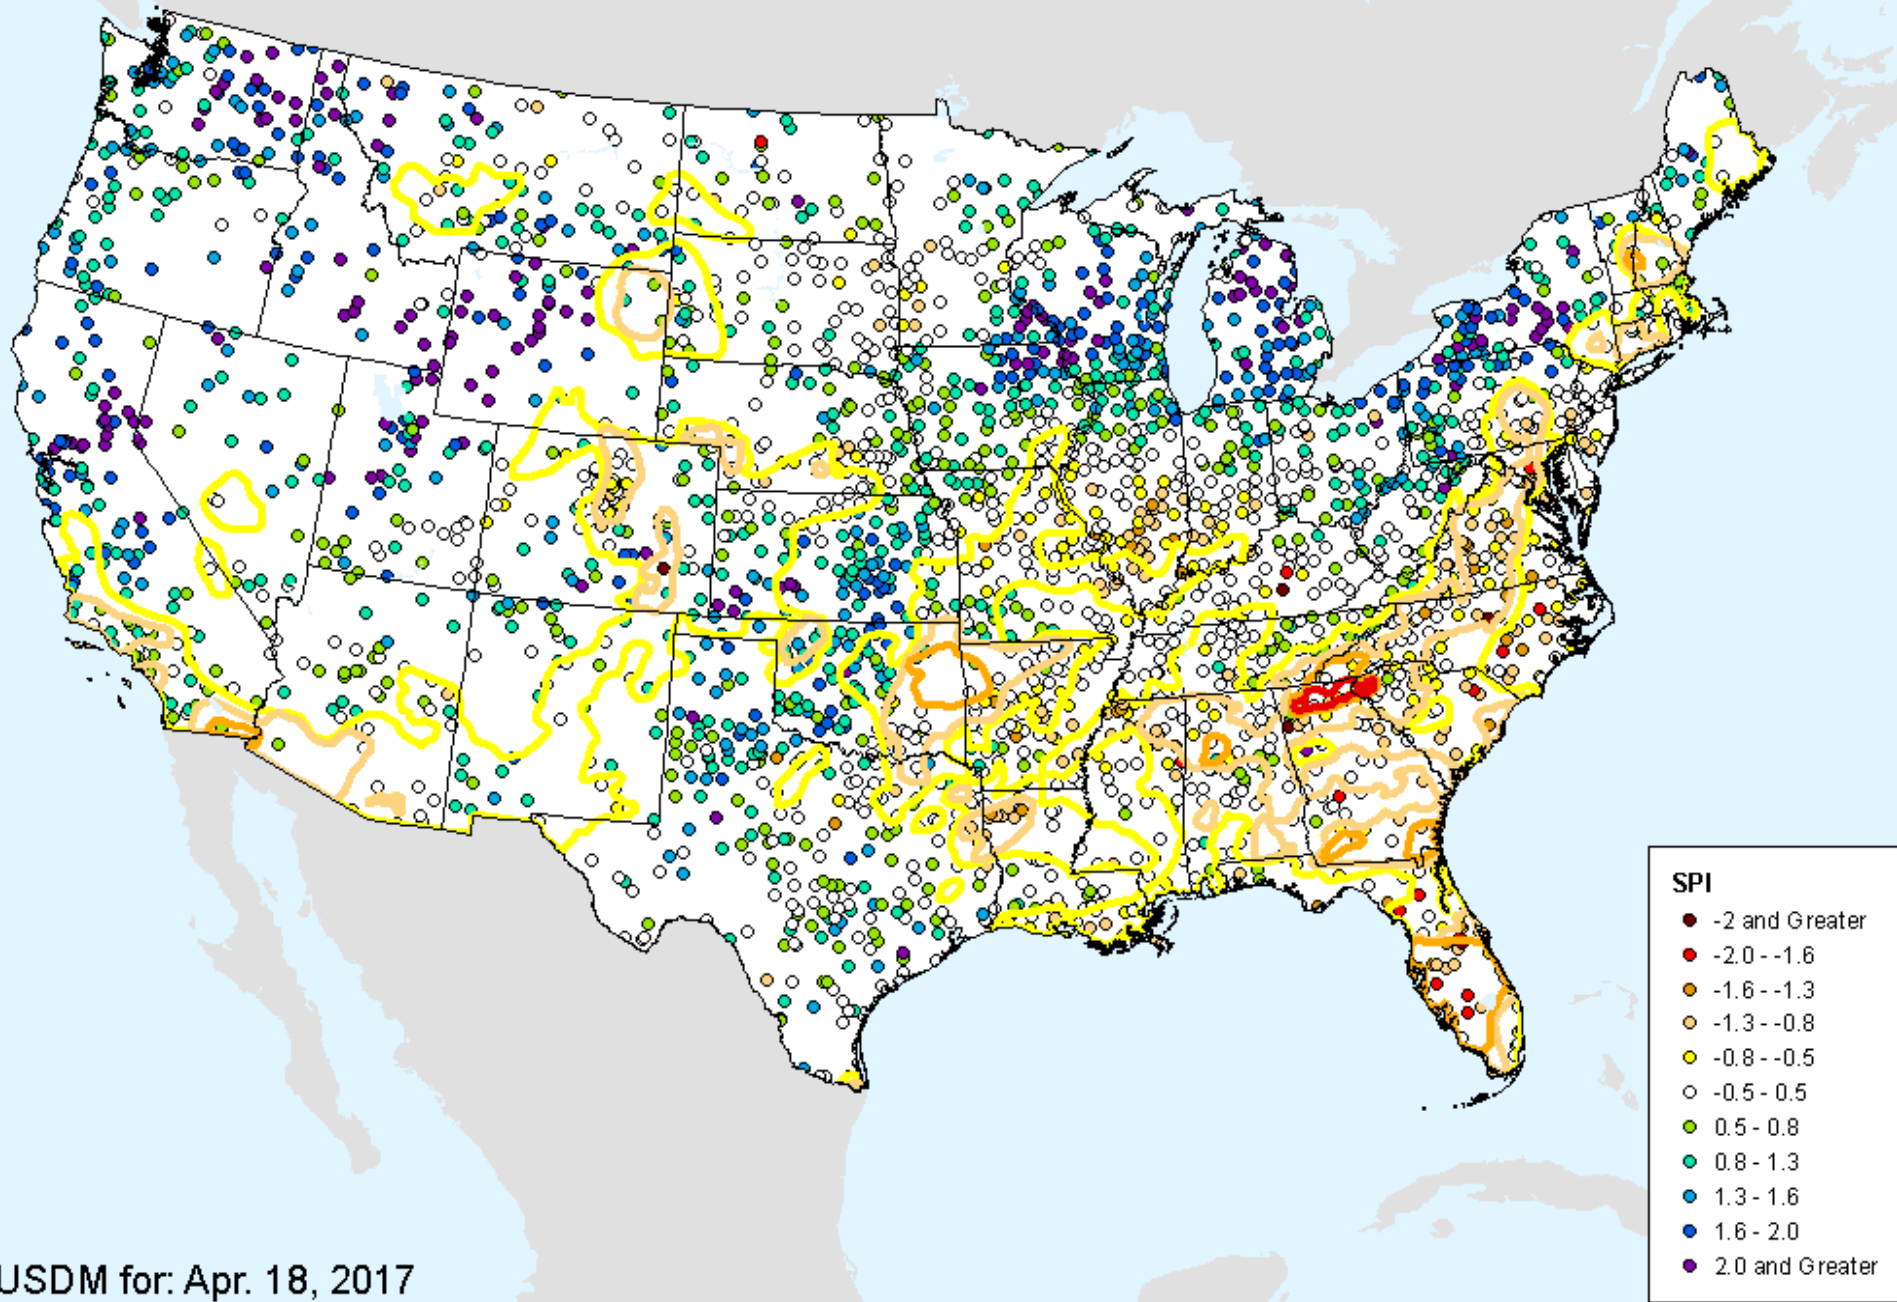 SPI
-2 and Greater
-2.0 - -1.6
-1.6 - -1.3
-1.3 - -0.8
-0.8 - -0.5
-0.5 - 0.5
0.5 - 0.8
0.8 - 1.3
1.3 - 1.6
1.6 - 2.0
2.0 and Greater
USDM for: Apr. 18, 2017